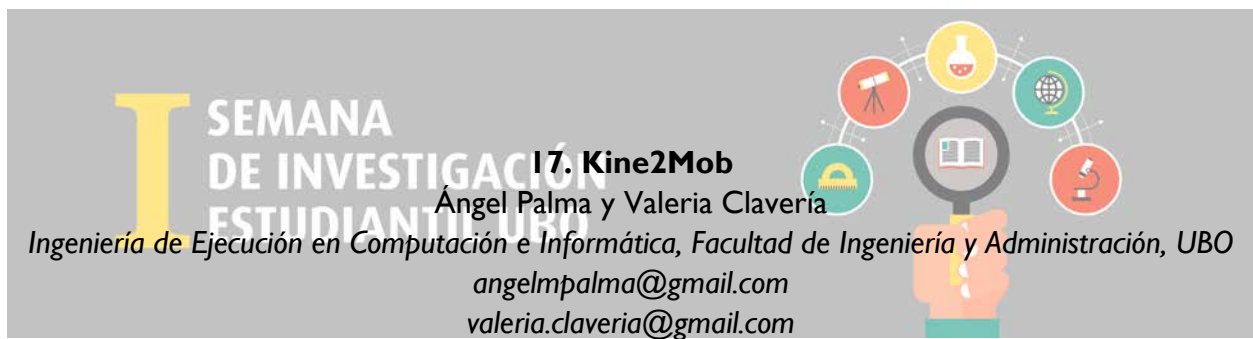 I
SEMANA
DE INVESTIGACIÓN
ESTUDIANTIL UBO
17. Kine2Mob
Ángel Palma y Valeria Clavería
Ingeniería de Ejecución en Computación e Informática, Facultad de Ingeniería y Administración, UBO
angelmpalma@gmail.com
valeria.claveria@gmail.com